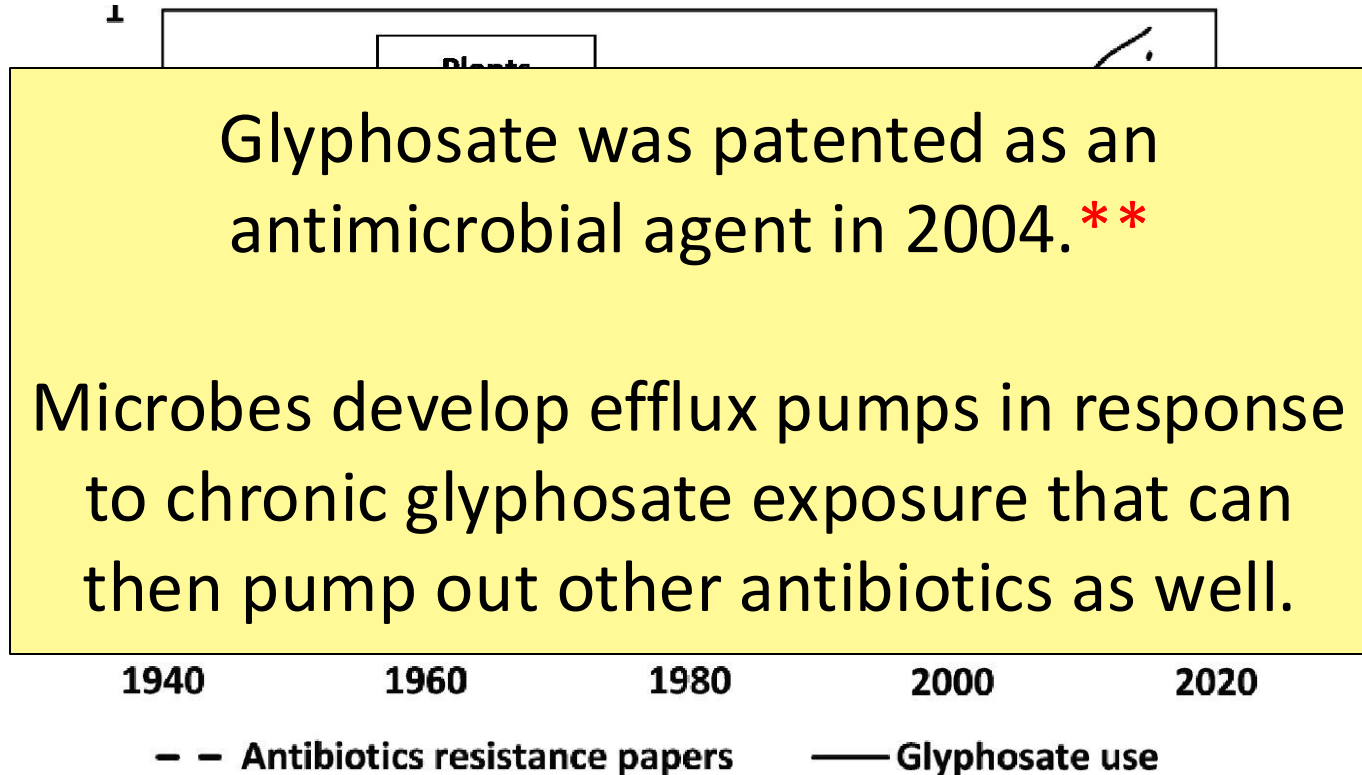 1
Plants
Glyphosate was patented as an
antimicrobial agent in 2004.**
Microbes develop efflux pumps in response
to chronic glyphosate exposure that can
then pump out other antibiotics as well.
1940 1960 1980 2000 2020
Antibiotics resistance papers Glyphosate use